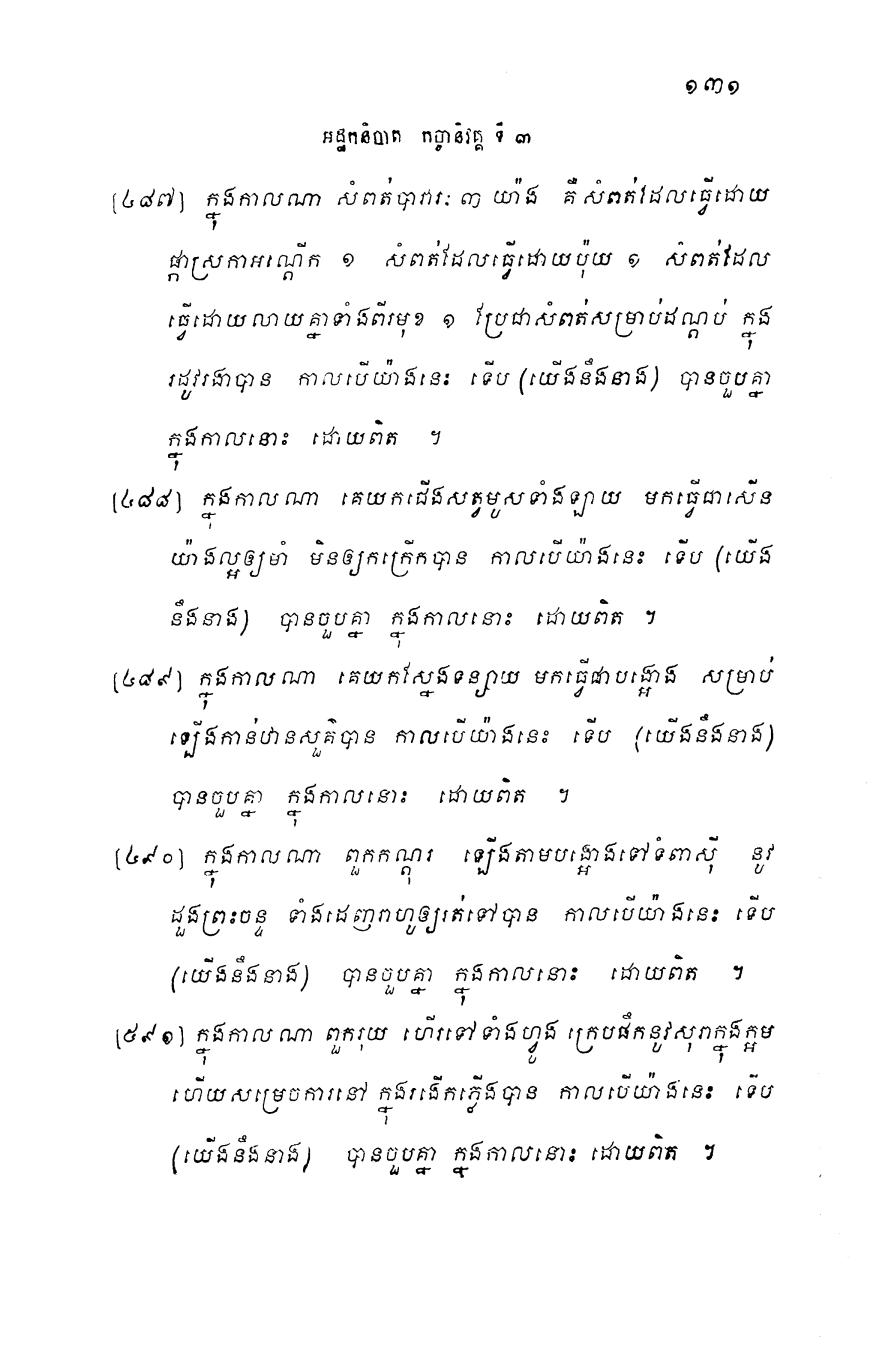 ១៣១
អដ្ឋកនិបាត កច្ចានិវគ្គ ទី ៣
[៤៨៧] ក្នុងកាលណា សំពត់បាវារៈ ៣ យ៉ាង គឺ សំពត់ដែលធ្វើដោយ
ផ្កាស្រកាអណ្តើក ១ សំពត់ដែលធ្វើដោយប៉ុយ ១ សំពត់ដែល
ធ្វើដោយលាយគ្នាទាំងពីរមុខ ១ ប្រែជាសំពត់សម្រាប់ដណ្តប់ ក្នុង
រដូវរងាបាន កាលបើយ៉ាងនេះ ទើប (យើងនឹងនាង) បានចួបគ្នា
ក្នុងកាលនោះ ដោយពិត ។
[៤៨៨] ក្នុងកាលណា គេយកជើងសត្វមូសទាំងឡាយ មកធ្វើជាសើន
យ៉ាងល្អឲ្យមាំ មិនឲ្យកក្រើកបាន កាលបើយ៉ាងនេះ ទើប (យើង
នឹងនាង) បានចួបគ្នា ក្នុងកាលនោះ ដោយពិត ។
[៤៨៩] ក្នុងកាលណា គេយកស្នែងទន្សាយ មកធ្វើជាបង្អោង សម្រាប់
ឡើងកាន់ឋានសួគ៌បាន កាលបើយ៉ាងនេះ ទើប (យើងនឹងនាង)
បានចួបគ្នា ក្នុងកាលនោះ ដោយពិត ។
[៤៩០] ក្នុងកាលណា ពួកកណ្តុរ ឡើងតាមបង្អោងទៅទំពាស៊ី នូវ
ដួងព្រះចន្ទ ទាំងដេញរាហូឲ្យរត់ទៅបាន កាលបើយ៉ាងនេះ ទើប
(យើងនឹងនាង) បានចួបគ្នា ក្នុងកាលនោះ ដោយពិត ។
[៥៩១] ក្នុងកាលណា ពួករុយ ហើរទៅទាំងហ្វូង ក្រេបផឹកនូវសុរាក្នុងក្អម
ហើយសម្រេចការនៅ ក្នុងរងើកភ្លើងបាន កាលបើយ៉ាងនេះ ទើប
(យើងនឹងនាង) បានចួបគ្នា ក្នុងកាលនោះ ដោយពិត ។